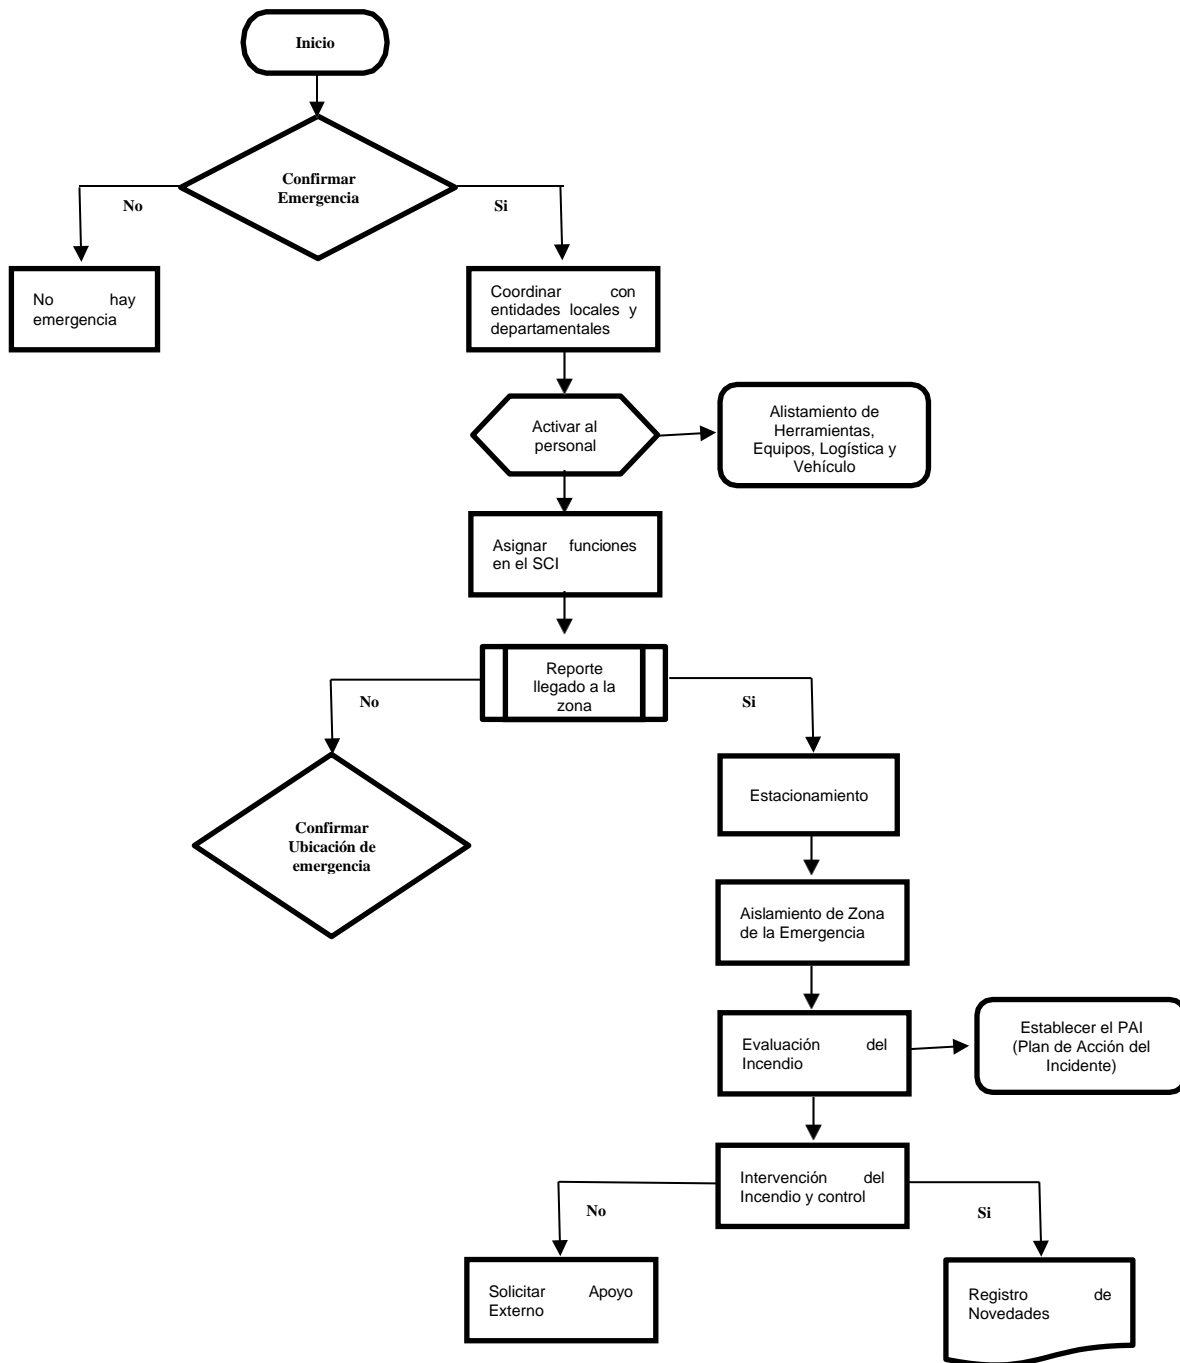 Inicio
Confirmar
Emergencia
No
Si
No hay
emergencia
Coordinar con
entidades locales y
departamentales
Activar al
personal
Alistamiento de
Herramientas,
Equipos, Logística y
Vehículo
Asignar funciones
en el SCI
Reporte
llegado a la
zona
No
Si
Confirmar
Ubicación de
emergencia
Estacionamiento
Aislamiento de Zona
de la Emergencia
Evaluación del
Incendio
Establecer el PAI
(Plan de Acción del
Incidente)
Intervención del
Incendio y control
No
Si
Solicitar Apoyo
Externo
Registro de
Novedades